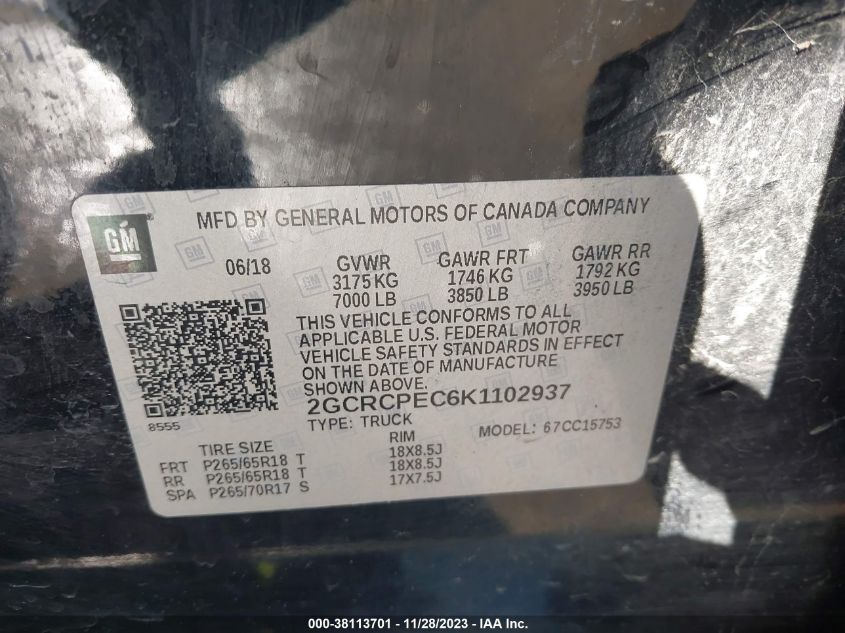 GM
MFD BY GENERAL MOTORS OF CANADA COMPANY
06/18 GVWR GAWR FRT GAWR RR
3175 KG 1746 KG 1792 KG
7000 LB 3850 LB 3950 LB
THIS VEHICLE CONFORMS TO ALL
APPLICABLE U.S. FEDERAL MOTOR
VEHICLE SAFETY STANDARDS IN EFFECT
ON THE DATE OF MANUFACTURE
SHOWN ABOVE.
2GCRCPEC6K1102937
8555
TYPE: TRUCK MODEL: 67CC15753
TIRE SIZE RIM
FRT P265/65R18 T 18X8.5J
RR P265/65R18 T 18X8.5J
SPA P265/70R17 S 17X7.5J
000-38113701 - 11/28/2023 - IAA Inc.